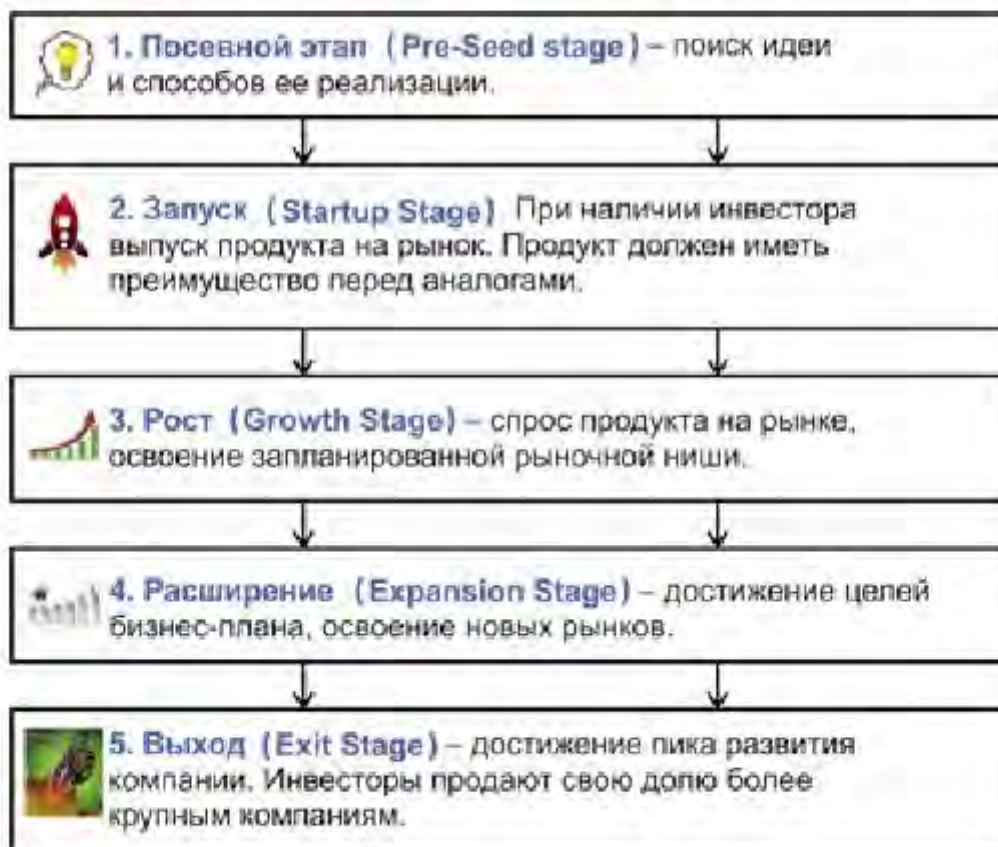 1. Посевной этап (Pre-Seed stage) – поиск идеи
и способов ее реализации.
2. Запуск (Startup Stage) При наличии инвестора
выпуск продукта на рынок. Продукт должен иметь
преимущество перед аналогами.
3. Рост (Growth Stage) – спрос продукта на рынке,
освоение запланированной рыночной ниши.
4. Расширение (Expansion Stage) – достижение целей
бизнес-плана, освоение новых рынков.
5. Выход (Exit Stage) – достижение пика развития
компании. Инвесторы продают свою долю более
крупным компаниям.